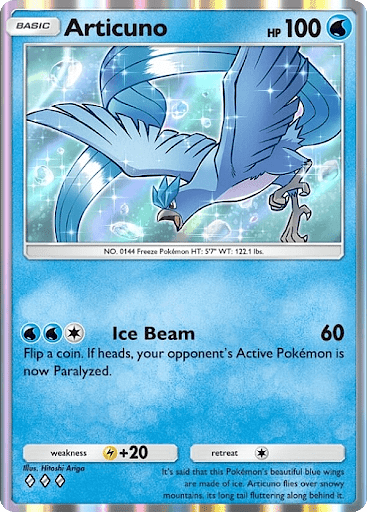 BASIC Articuno HP 100
NO. 0144 Freeze Pokémon HT: 5'7" WT: 122.1 lbs.
Ice Beam 60
Flip a coin. If heads, your opponent's Active Pokémon is
now Paralyzed.
weakness +20 retreat
Illus. Hitoshi Ariga
It's said that this Pokémon's beautiful blue wings
are made of ice. Articuno flies over snowy
mountains, its long tail fluttering along behind it.